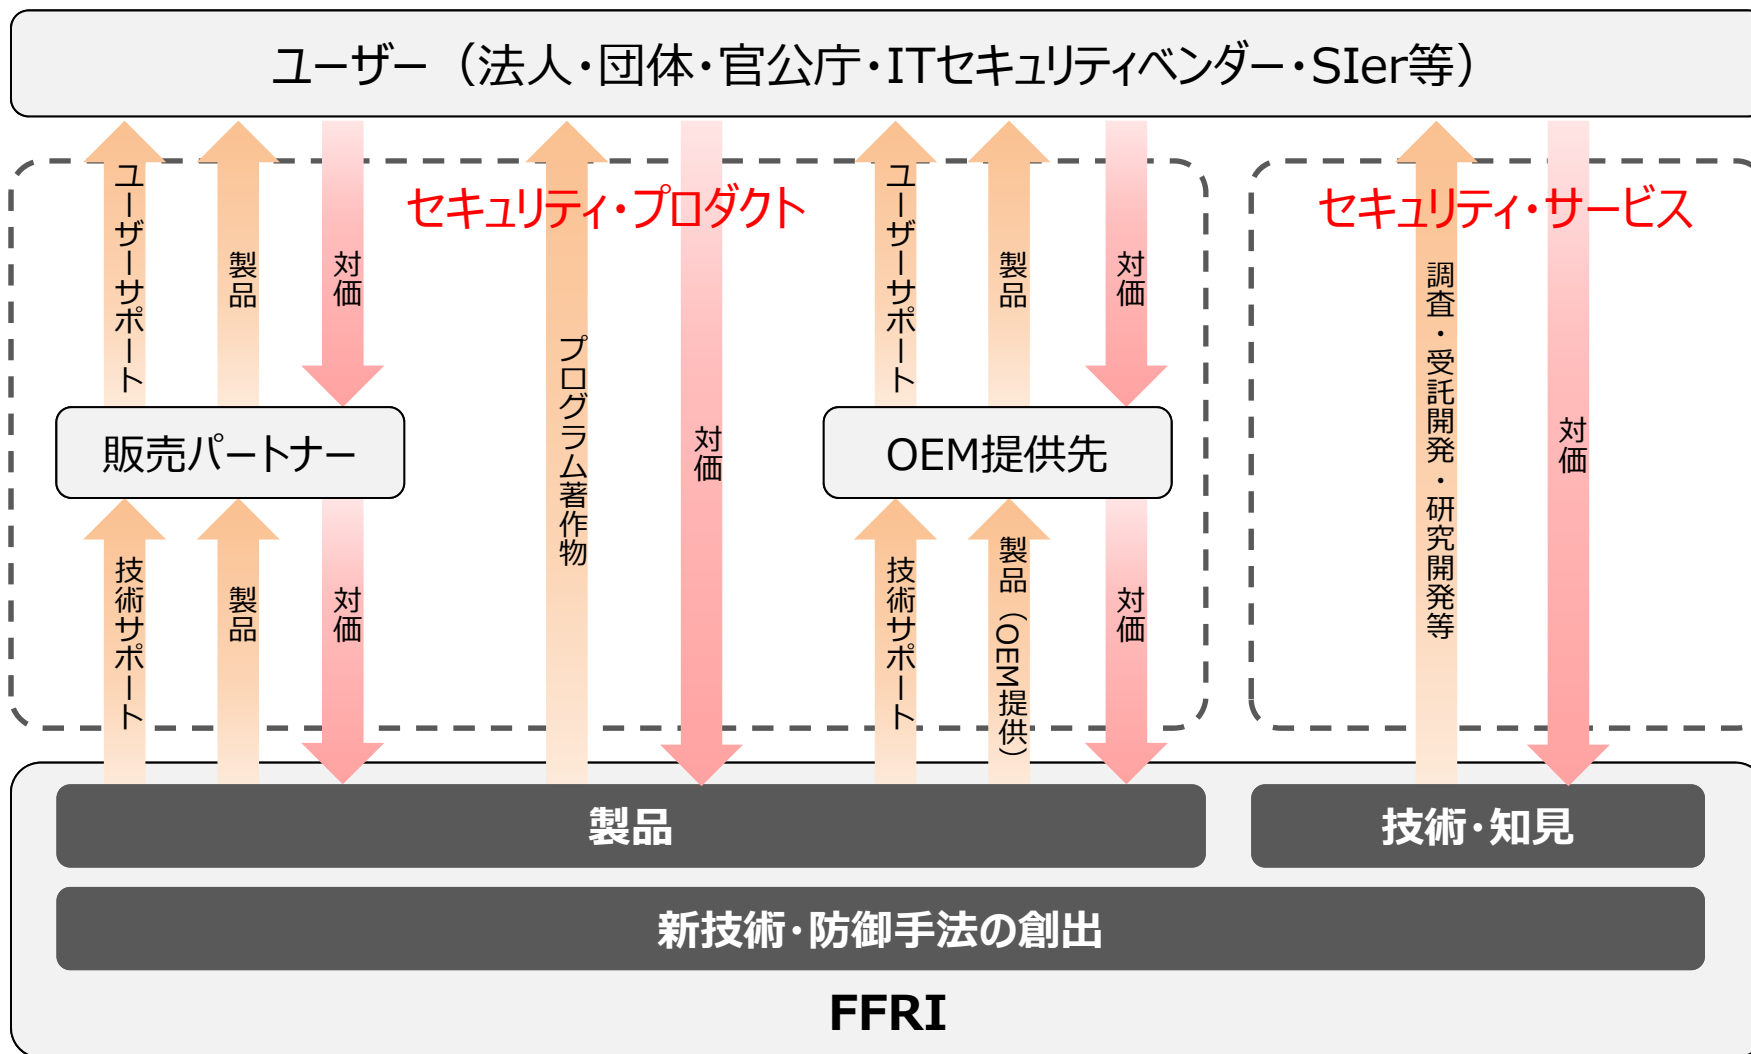 ユーザー（法人・団体・官公庁・ITセキュリティベンダー・SIer等）
セキュリティ・プロダクト
セキュリティ・サービス
ユーザーサポート
製品
対価
プログラム著作物
対価
ユーザーサポート
製品
対価
調査・受託開発・研究開発等
対価
販売パートナー
OEM提供先
技術サポート
製品
対価
技術サポート
製品（OEM提供）
対価
製品
技術・知見
新技術・防御手法の創出
FFRI